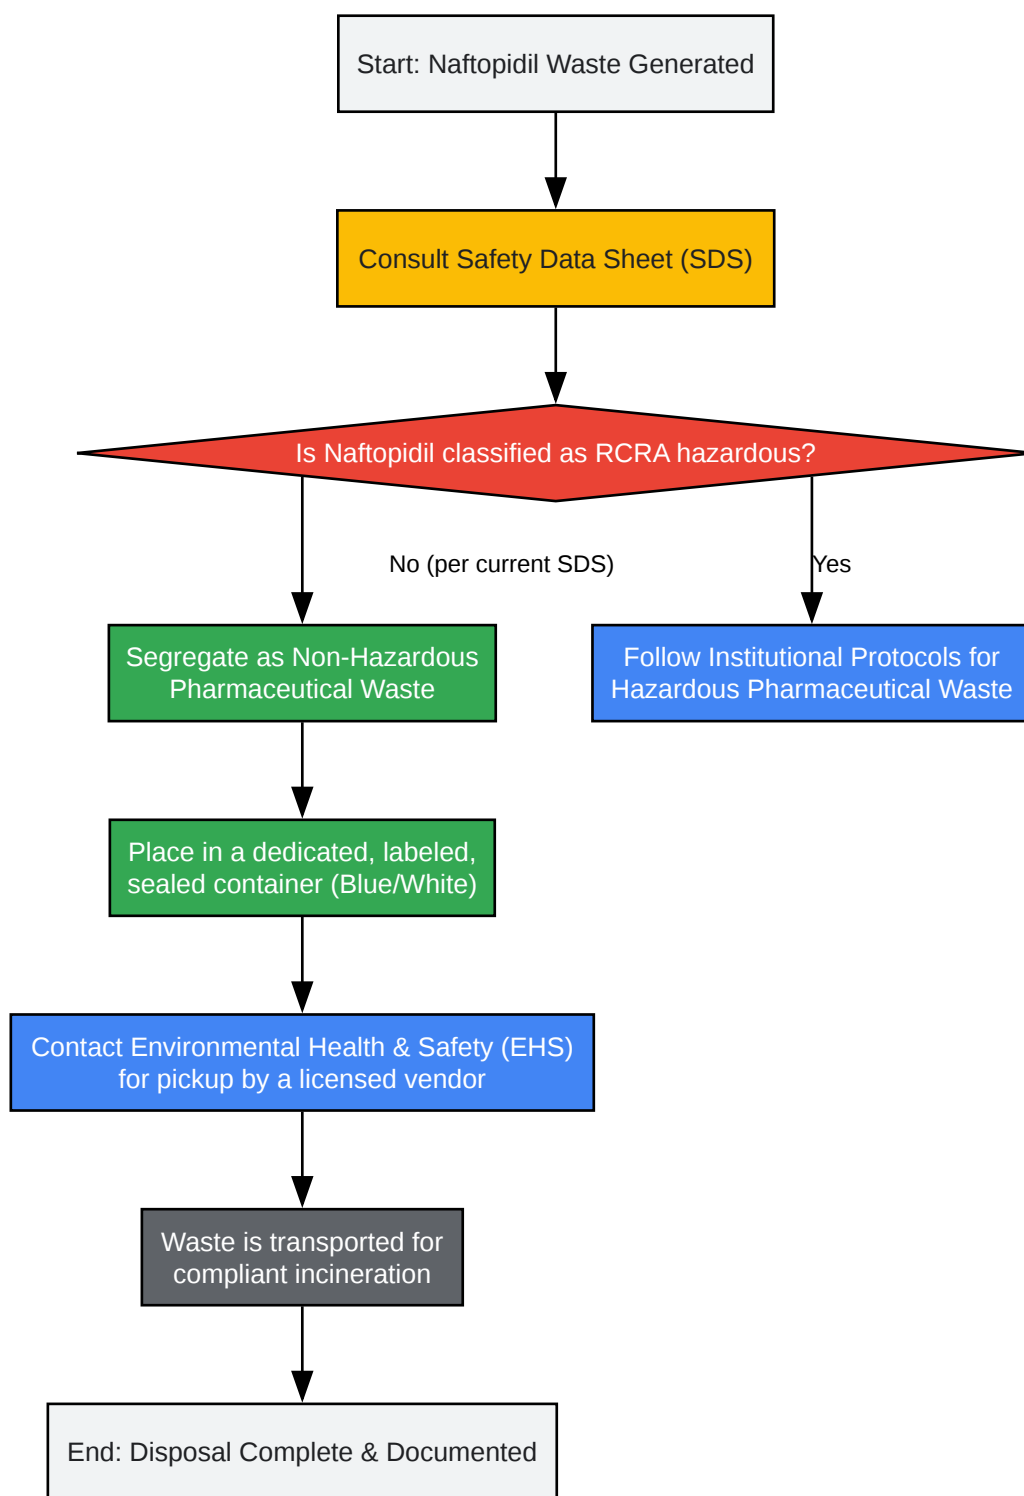 Start: Naftopidil Waste Generated
Consult Safety Data Sheet (SDS)
Is Naftopidil classified as RCRA hazardous?
No (per current SDS)
Yes
Segregate as Non-Hazardous
Pharmaceutical Waste
Follow Institutional Protocols for
Hazardous Pharmaceutical Waste
Place in a dedicated, labeled,
sealed container (Blue/White)
Contact Environmental Health & Safety (EHS)
for pickup by a licensed vendor
Waste is transported for
compliant incineration
End: Disposal Complete & Documented